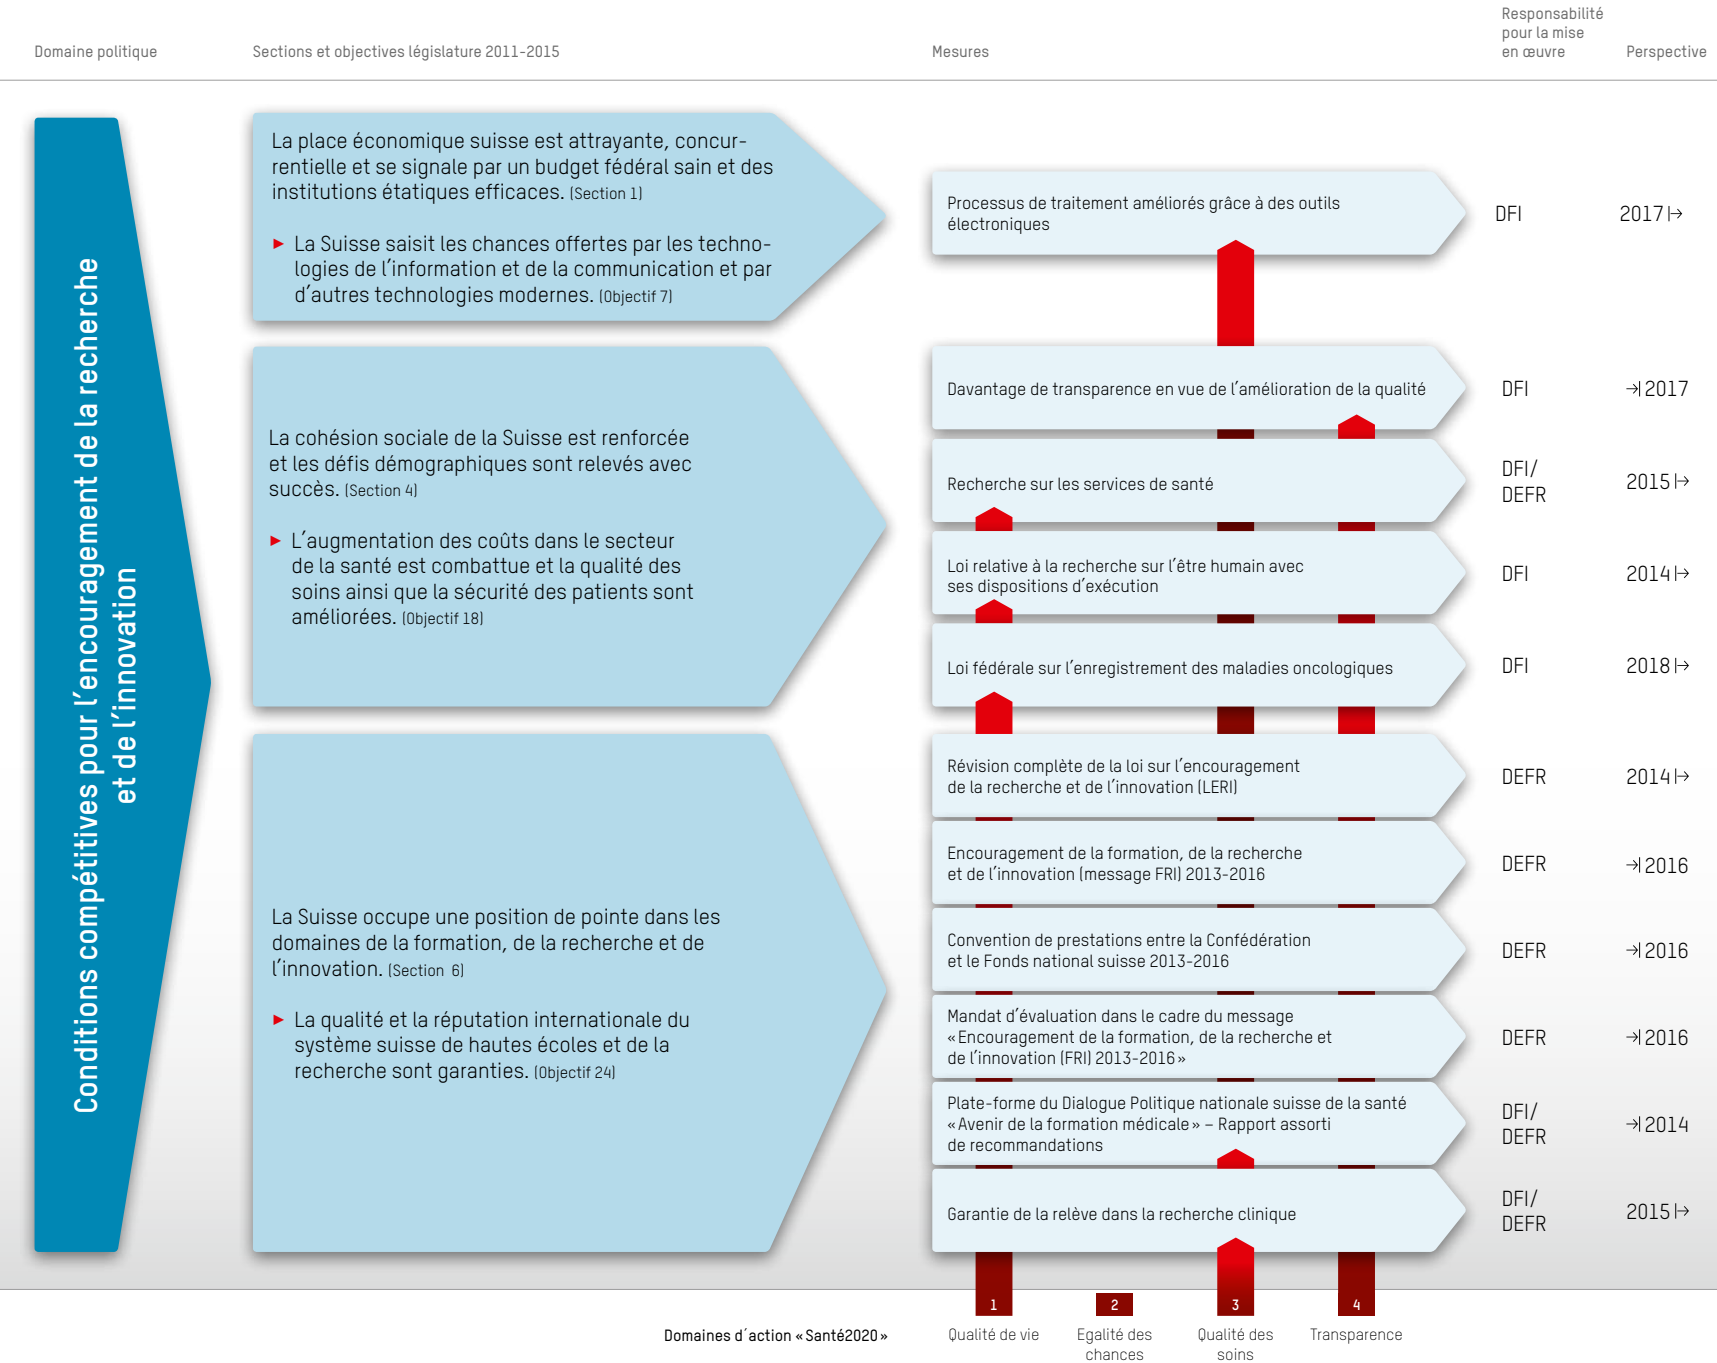 Domaine politique
Sections et objectives législature 2011-2015
Mesures
Responsabilité
pour la mise
en œuvre
Perspective
Conditions compétitives pour l´encouragement de la recherche
et de l´innovation
La place économique suisse est attrayante, concur-
rentielle et se signale par un budget fédéral sain et des
institutions étatiques efficaces. (Section 1)
► La Suisse saisit les chances offertes par les techno-
logies de l´information et de la communication et par
d´autres technologies modernes. (Objectif 7)
Processus de traitement améliorés grâce à des outils
électroniques
DFI
2017 ↦
La cohésion sociale de la Suisse est renforcée
et les défis démographiques sont relevés avec
succès. (Section 4)
► L´augmentation des coûts dans le secteur
de la santé est combattue et la qualité des
soins ainsi que la sécurité des patients sont
améliorées. (Objectif 18)
Davantage de transparence en vue de l´amélioration de la qualité
DFI
→| 2017
Recherche sur les services de santé
DFI/
DEFR
2015 ↦
Loi relative à la recherche sur l´être humain avec
ses dispositions d´exécution
DFI
2014 ↦
Loi fédérale sur l´enregistrement des maladies oncologiques
DFI
2018 ↦
La Suisse occupe une position de pointe dans les
domaines de la formation, de la recherche et de
l´innovation. (Section 6)
► La qualité et la réputation internationale du
système suisse de hautes écoles et de la
recherche sont garanties. (Objectif 24)
Révision complète de la loi sur l´encouragement
de la recherche et de l´innovation (LERI)
DEFR
2014 ↦
Encouragement de la formation, de la recherche
et de l´innovation (message FRI) 2013-2016
DEFR
→| 2016
Convention de prestations entre la Confédération
et le Fonds national suisse 2013-2016
DEFR
→| 2016
Mandat d´évaluation dans le cadre du message
«Encouragement de la formation, de la recherche et
de l´innovation (FRI) 2013-2016»
DEFR
→| 2016
Plate-forme du Dialogue Politique nationale suisse de la santé
«Avenir de la formation médicale» – Rapport assorti
de recommandations
DFI/
DEFR
→| 2014
Garantie de la relève dans la recherche clinique
DFI/
DEFR
2015 ↦
Domaines d´action «Santé2020»
1
Qualité de vie
2
Egalité des
chances
3
Qualité des
soins
4
Transparence